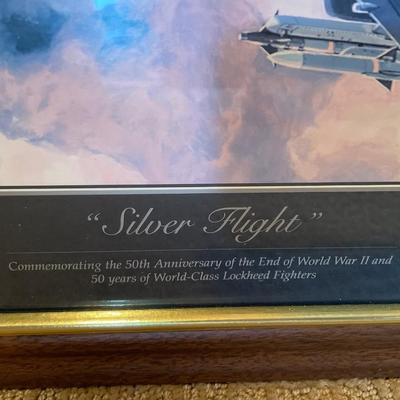 “Silver Flight”
Commemorating the 50th Anniversary of the End of World War II and
50 years of World-Class Lockheed Fighters